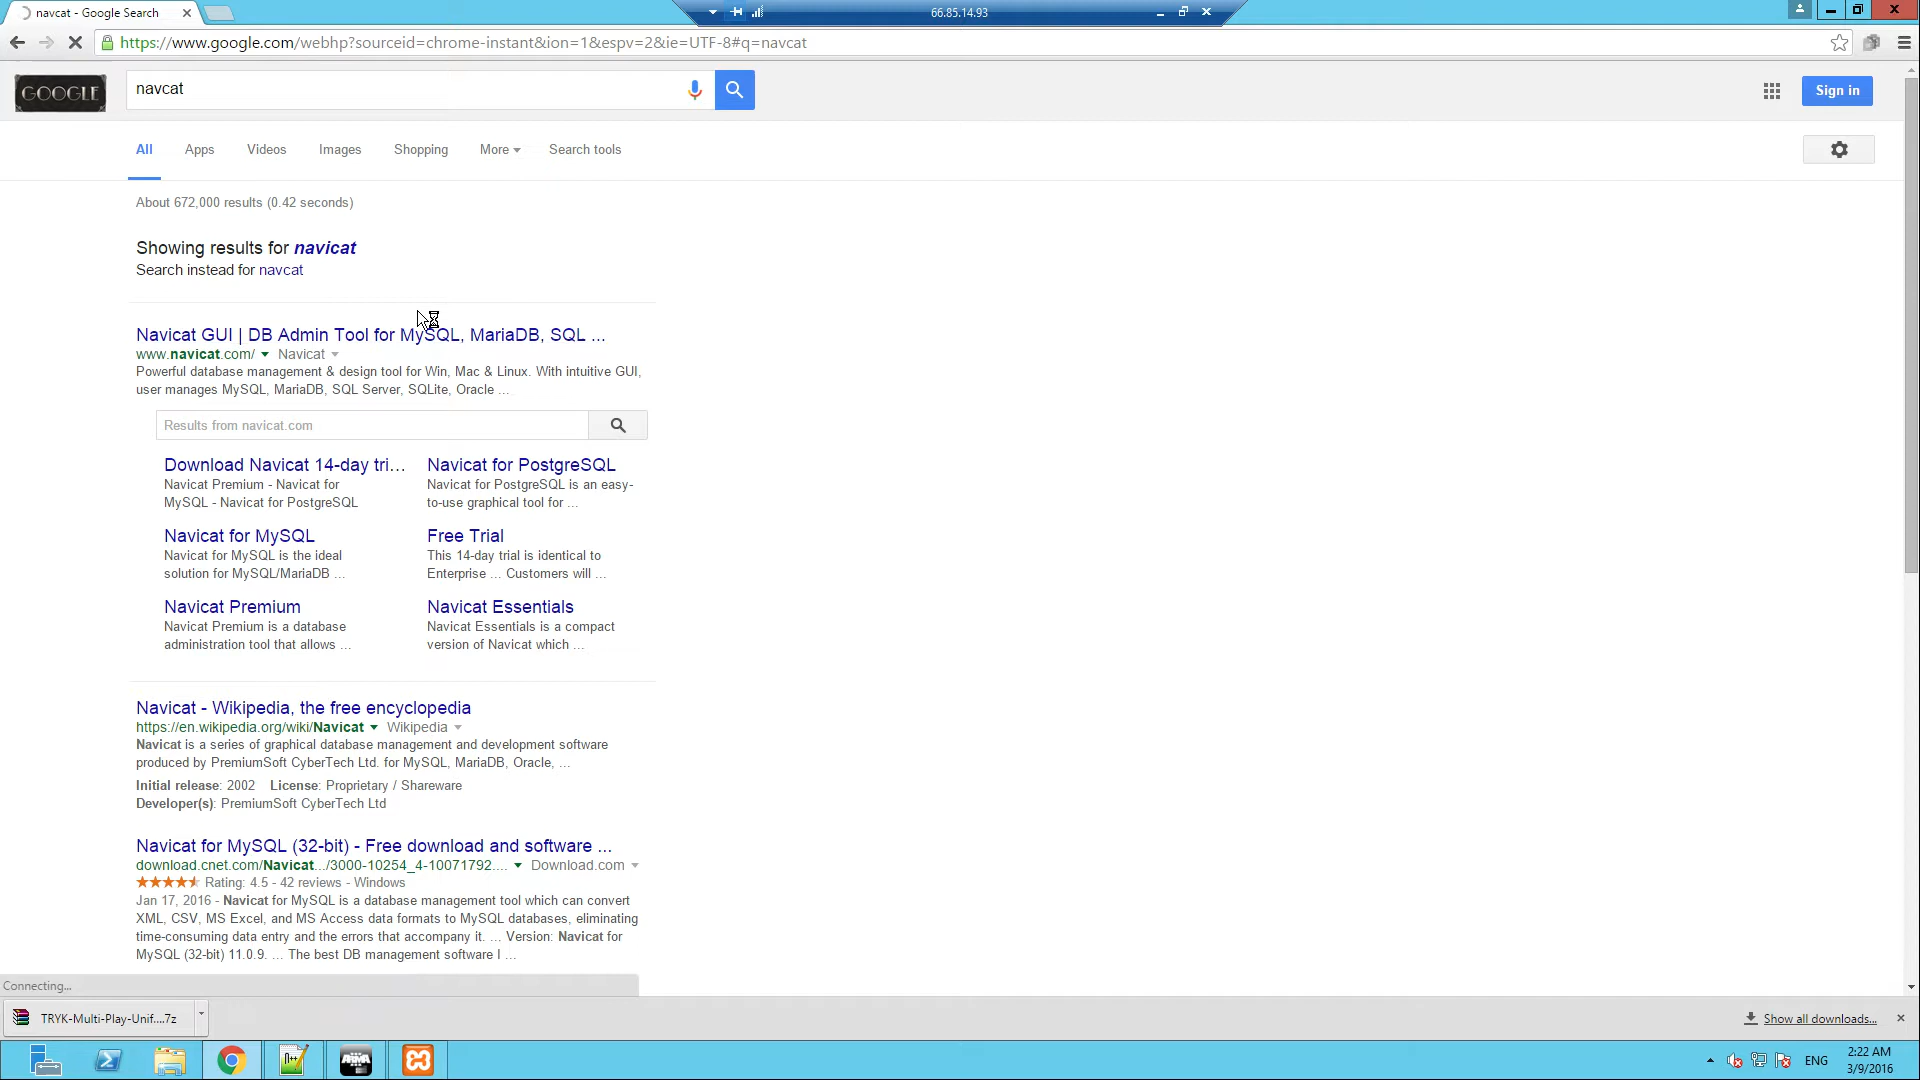 navcat - Google Search
66.85.14.93
https://www.google.com/webhp?sourceid=chrome-instant&ion=1&espv=2&ie=UTF-8#q=navcat
GOOGLE
navcat
Sign in
All Apps Videos Images Shopping More Search tools
About 672,000 results (0.42 seconds)
Showing results for navicat
Search instead for navcat
Navicat GUI | DB Admin Tool for MySQL, MariaDB, SQL ...
www.navicat.com/ Navicat
Powerful database management & design tool for Win, Mac & Linux. With intuitive GUI,
user manages MySQL, MariaDB, SQL Server, SQLite, Oracle ...
Results from navicat.com
Download Navicat 14-day tri...
Navicat Premium - Navicat for
MySQL - Navicat for PostgreSQL
Navicat for PostgreSQL
Navicat for PostgreSQL is an easy-
to-use graphical tool for ...
Navicat for MySQL
Navicat for MySQL is the ideal
solution for MySQL/MariaDB ...
Free Trial
This 14-day trial is identical to
Enterprise ... Customers will ...
Navicat Premium
Navicat Premium is a database
administration tool that allows ...
Navicat Essentials
Navicat Essentials is a compact
version of Navicat which ...
Navicat - Wikipedia, the free encyclopedia
https://en.wikipedia.org/wiki/Navicat Wikipedia
Navicat is a series of graphical database management and development software
produced by PremiumSoft CyberTech Ltd. for MySQL, MariaDB, Oracle, ...
Initial release: 2002 License: Proprietary / Shareware
Developer(s): PremiumSoft CyberTech Ltd
Navicat for MySQL (32-bit) - Free download and software ...
download.cnet.com/Navicat.../3000-10254_4-10071792.... Download.com
Rating: 4.5 - 42 reviews - Windows
Jan 17, 2016 - Navicat for MySQL is a database management tool which can convert
XML, CSV, MS Excel, and MS Access data formats to MySQL databases, eliminating
time-consuming data entry and the errors that accompany it. ... Version: Navicat for
MySQL (32-bit) 11.0.9. ... The best DB management software I ...
Connecting...
TRYK-Multi-Play-Unif....7z
Show all downloads...
ARMA
ENG
2:22 AM
3/9/2016